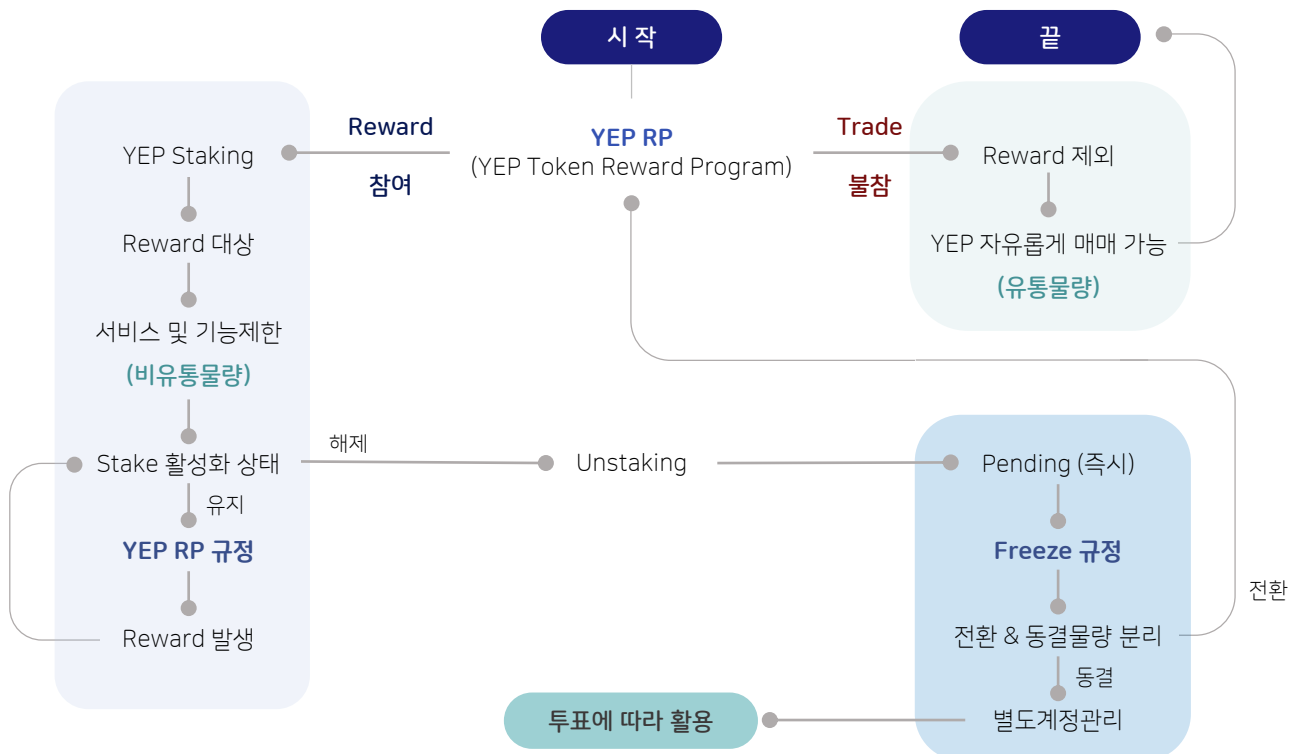 시 작
끝
Reward
참여
YEP RP
(YEP Token Reward Program)
Trade
불참
YEP Staking
Reward 대상
서비스 및 기능제한
(비유통물량)
Stake 활성화 상태
유지
YEP RP 규정
Reward 발생
Reward 제외
YEP 자유롭게 매매 가능
(유통물량)
해제
Unstaking
Pending (즉시)
Freeze 규정
전환 & 동결물량 분리
전환
동결
별도계정관리
투표에 따라 활용